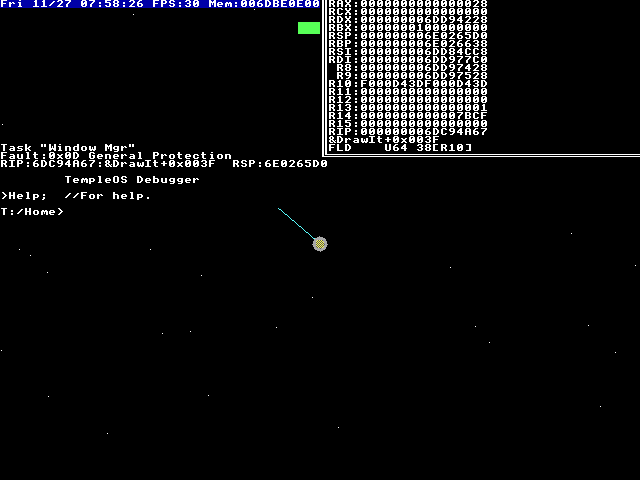 Fri 11/27 07:58:26 FPS:30 Mem:006DBE0E00
RAX:0000000000000028
RCX:0000000000000000
RDX:000000006DD94228
RBX:0000000100000000
RSP:000000006E0265D0
RBP:000000006E026638
RSI:000000006DD84CC8
RDI:000000006DD977C0
R8:000000006DD97428
R9:000000006DD97528
R10:F000D43DF000D43D
R11:0000000000000000
R12:0000000000000000
R13:0000000000000001
R14:0000000000007BCF
R15:0000000000000000
RIP:000000006DC94A67
&DrawIt+0x003F
FLD    U64 38[R10]
Task "Window Mgr"
Fault:0x0D General Protection
RIP:6DC94A67:&DrawIt+0x003F  RSP:6E0265D0
TempleOS Debugger
>Help;  //For help.
T:/Home>